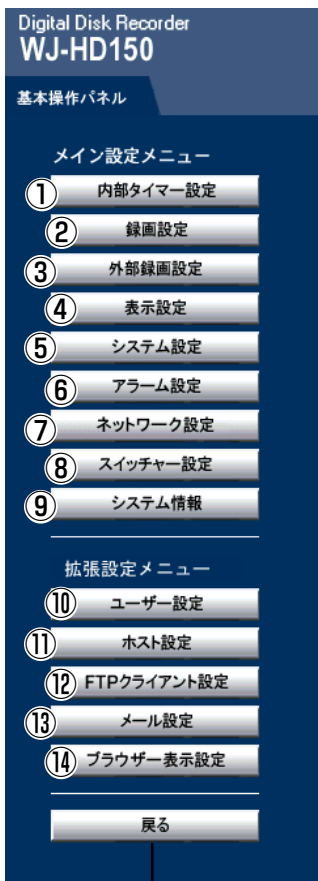 Digital Disk Recorder
WJ-HD150
基本操作パネル
メイン設定メニュー
① 内部タイマー設定
② 録画設定
③ 外部録画設定
④ 表示設定
⑤ システム設定
⑥ アラーム設定
⑦ ネットワーク設定
⑧ スイッチャー設定
⑨ システム情報
拡張設定メニュー
⑩ ユーザー設定
⑪ ホスト設定
⑫ FTPクライアント設定
⑬ メール設定
⑭ ブラウザー表示設定
戻る